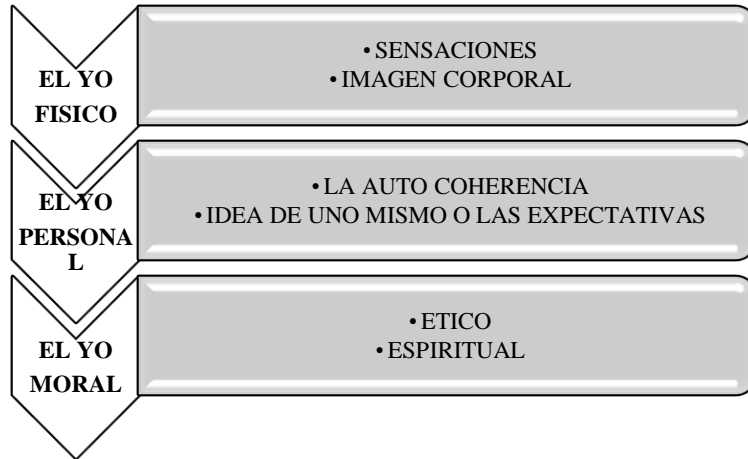 EL YO
FISICO
• SENSACIONES
• IMAGEN CORPORAL
EL YO
PERSONA
L
• LA AUTO COHERENCIA
• IDEA DE UNO MISMO O LAS EXPECTATIVAS
EL YO
MORAL
• ETICO
• ESPIRITUAL